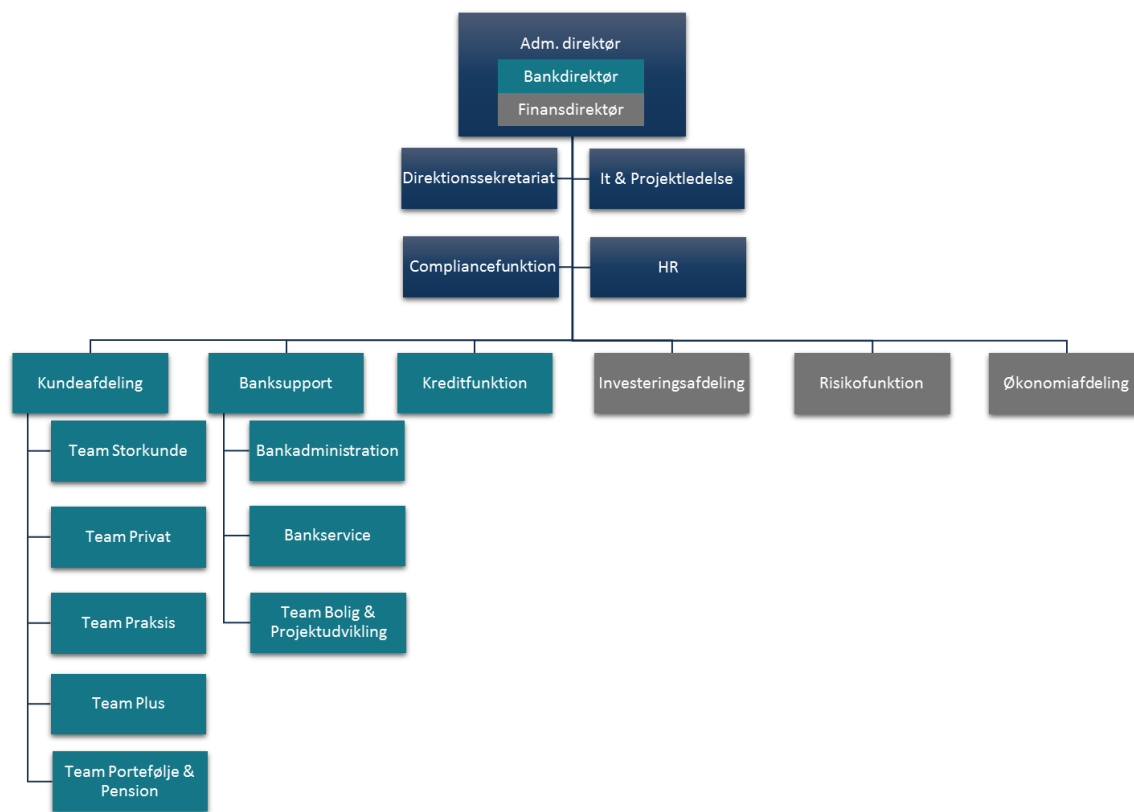 Adm. direktør
Bankdirektør
Finansdirektør
Direktionssekretariat
It & Projektledelse
Compliancefunktion
HR
Kundeafdeling
Banksupport
Kreditfunktion
Investeringsafdeling
Risikofunktion
Økonomiafdeling
Team Storkunde
Bankadministration
Team Privat
Bankservice
Team Praksis
Team Bolig &
Projektudvikling
Team Plus
Team Portefølje &
Pension